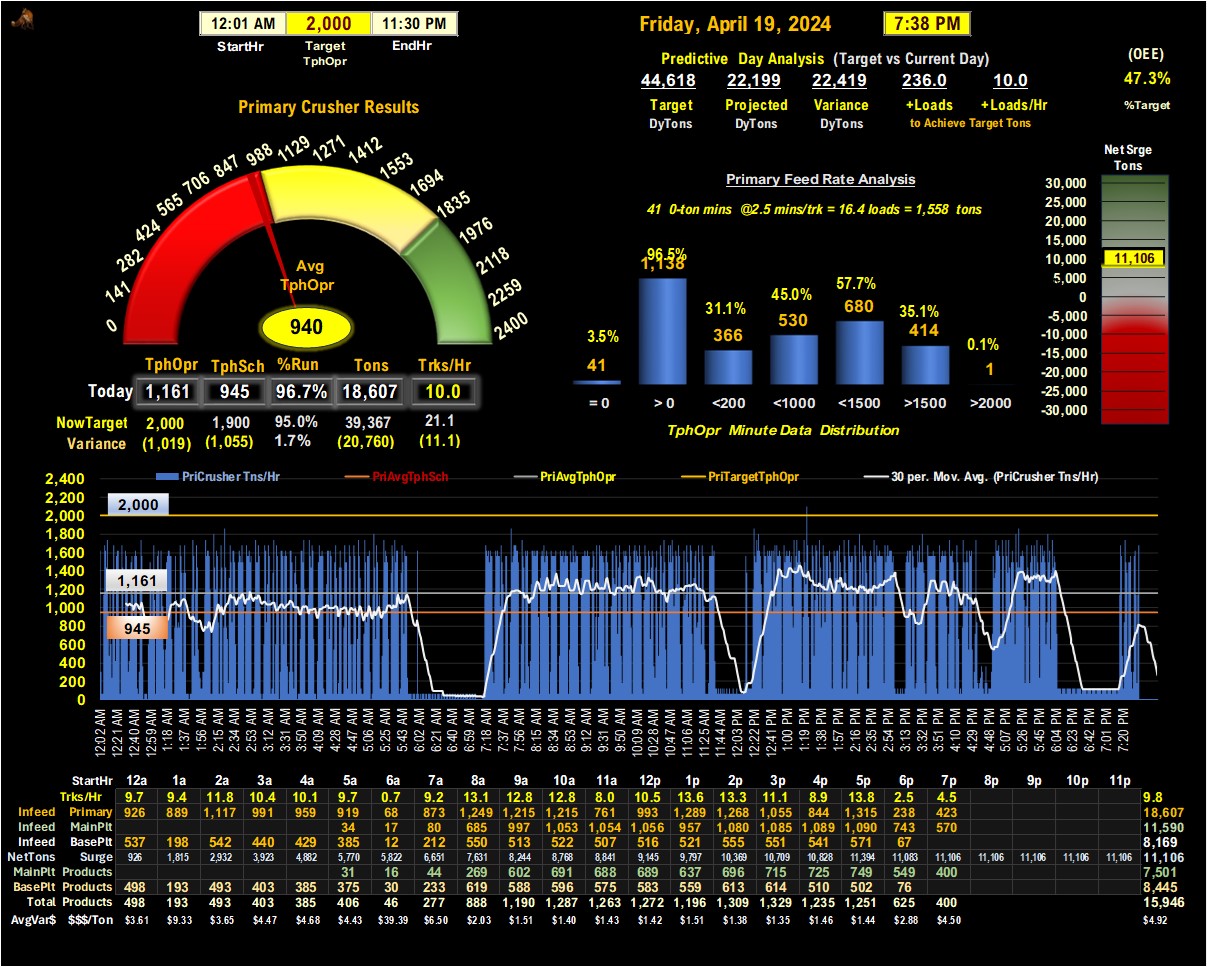 12:01 AM 2,000 11:30 PM
StartHr Target EndHr
TphOpr
Friday, April 19, 2024 7:38 PM
Predictive Day Analysis (Target vs Current Day)
44,618 22,199 22,419 236.0 10.0
Target Projected Variance +Loads +Loads/Hr
DyTons DyTons DyTons to Achieve Target Tons
(OEE)
47.3%
%Target
Primary Crusher Results
0 141 282 424 565 706 847 988 1129 1271 1412 1553 1694 1835 1976 2118 2259 2400
Avg
TphOpr
940
TphOpr TphSch %Run Tons Trks/Hr
Today 1,161 945 96.7% 18,607 10.0
NowTarget 2,000 1,900 95.0% 39,367 21.1
Variance (1,019) (1,055) 1.7% (20,760) (11.1)
Primary Feed Rate Analysis
41 0-ton mins @2.5 mins/trk = 16.4 loads = 1,558 tons
3.5% 96.5% 31.1% 45.0% 57.7% 35.1% 0.1%
41 1,138 366 530 680 414 1
= 0 > 0 <200 <1000 <1500 >1500 >2000
TphOpr Minute Data Distribution
Net Srge
Tons
30,000
25,000
20,000
15,000
10,000
5,000
0
-5,000
-10,000
-15,000
-20,000
-25,000
-30,000
11,106
PriCrusher Tns/Hr PriAvgTphSch PriAvgTphOpr PriTargetTphOpr 30 per. Mov. Avg. (PriCrusher Tns/Hr)
2,400
2,200
2,000
1,800
1,600
1,400
1,200
1,000
800
600
400
200
0
2,000
1,161
945
12:02 AM 12:21 AM 12:40 AM 12:59 AM 1:18 AM 1:37 AM 1:56 AM 2:15 AM 2:34 AM 2:53 AM 3:12 AM 3:31 AM 3:50 AM 4:09 AM 4:28 AM 4:47 AM 5:06 AM 5:25 AM 5:43 AM 6:02 AM 6:21 AM 6:40 AM 6:59 AM 7:18 AM 7:37 AM 7:56 AM 8:15 AM 8:34 AM 8:53 AM 9:12 AM 9:31 AM 9:50 AM 10:09 AM 10:28 AM 10:47 AM 11:06 AM 11:25 AM 11:44 AM 12:03 PM 12:22 PM 12:41 PM 1:00 PM 1:19 PM 1:38 PM 1:57 PM 2:16 PM 2:35 PM 2:54 PM 3:13 PM 3:32 PM 3:51 PM 4:10 PM 4:29 PM 4:48 PM 5:07 PM 5:26 PM 5:45 PM 6:04 PM 6:23 PM 6:42 PM 7:01 PM 7:20 PM
StartHr 12a 1a 2a 3a 4a 5a 6a 7a 8a 9a 10a 11a 12p 1p 2p 3p 4p 5p 6p 7p 8p 9p 10p 11p
Trks/Hr 9.7 9.4 11.8 10.4 10.1 9.7 0.7 9.2 13.1 12.8 12.8 8.0 10.5 13.6 13.3 11.1 8.9 13.8 2.5 4.5 9.8
Infeed Primary 926 889 1,117 991 959 919 68 873 1,249 1,215 1,215 761 993 1,289 1,268 1,055 844 1,315 238 423 18,607
Infeed MainPlt 34 17 80 685 997 1,053 1,054 1,056 957 1,080 1,085 1,089 1,090 743 570 11,590
Infeed BasePlt 537 198 542 440 429 385 12 212 550 513 522 507 516 521 555 551 541 571 67 8,169
NetTons Surge 926 1,815 2,932 3,923 4,882 5,770 5,822 6,651 7,631 8,244 8,768 8,841 9,145 9,797 10,369 10,709 10,828 11,394 11,083 11,106 11,106 11,106 11,106 11,106 11,106
MainPlt Products 31 16 44 269 602 691 688 689 637 696 715 725 749 549 400 7,501
BasePlt Products 498 193 493 403 385 375 30 233 619 588 596 575 583 559 613 614 510 502 76 8,445
Total Products 498 193 493 403 385 406 46 277 888 1,190 1,287 1,263 1,272 1,196 1,309 1,329 1,235 1,251 625 400 15,946
AvgVar$ $$$/Ton $3.61 $9.33 $3.65 $4.47 $4.68 $4.43 $39.39 $6.50 $2.03 $1.51 $1.40 $1.43 $1.42 $1.51 $1.38 $1.35 $1.46 $1.44 $2.88 $4.50 $4.92